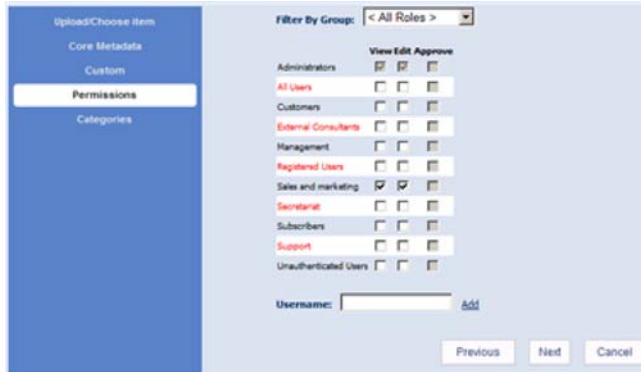 Upload/Choose item
Core Metadata
Custom
Permissions
Categories
Filter By Group: < All Roles >
View Edit Approve
Administrators
All Users
Customers
External Consultants
Management
Registered Users
Sales and marketing
Secretariat
Subscribers
Support
Unauthenticated Users
Username: Add
Previous Next Cancel